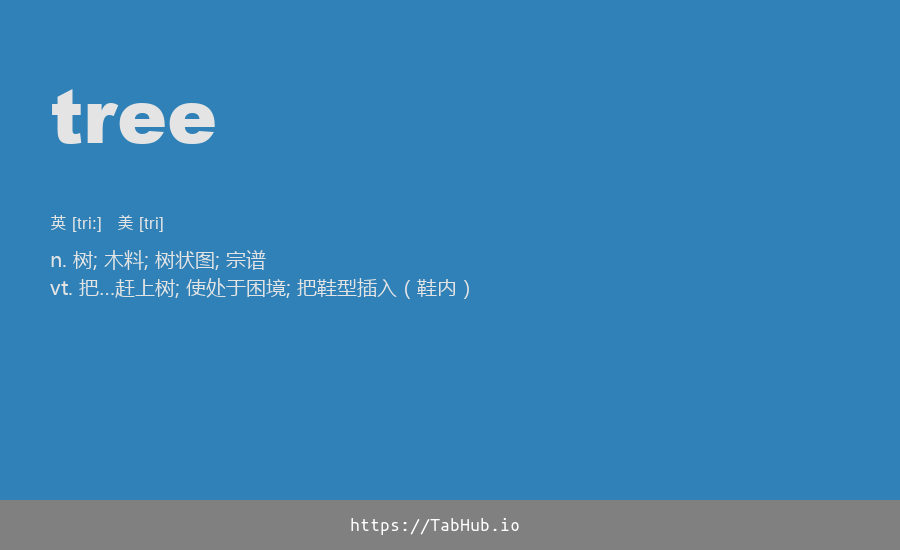 tree
英 [tri:] 美 [tri]
n. 树; 木料; 树状图; 宗谱
vt. 把...赶上树; 使处于困境; 把鞋型插入（鞋内）
https://TabHub.io